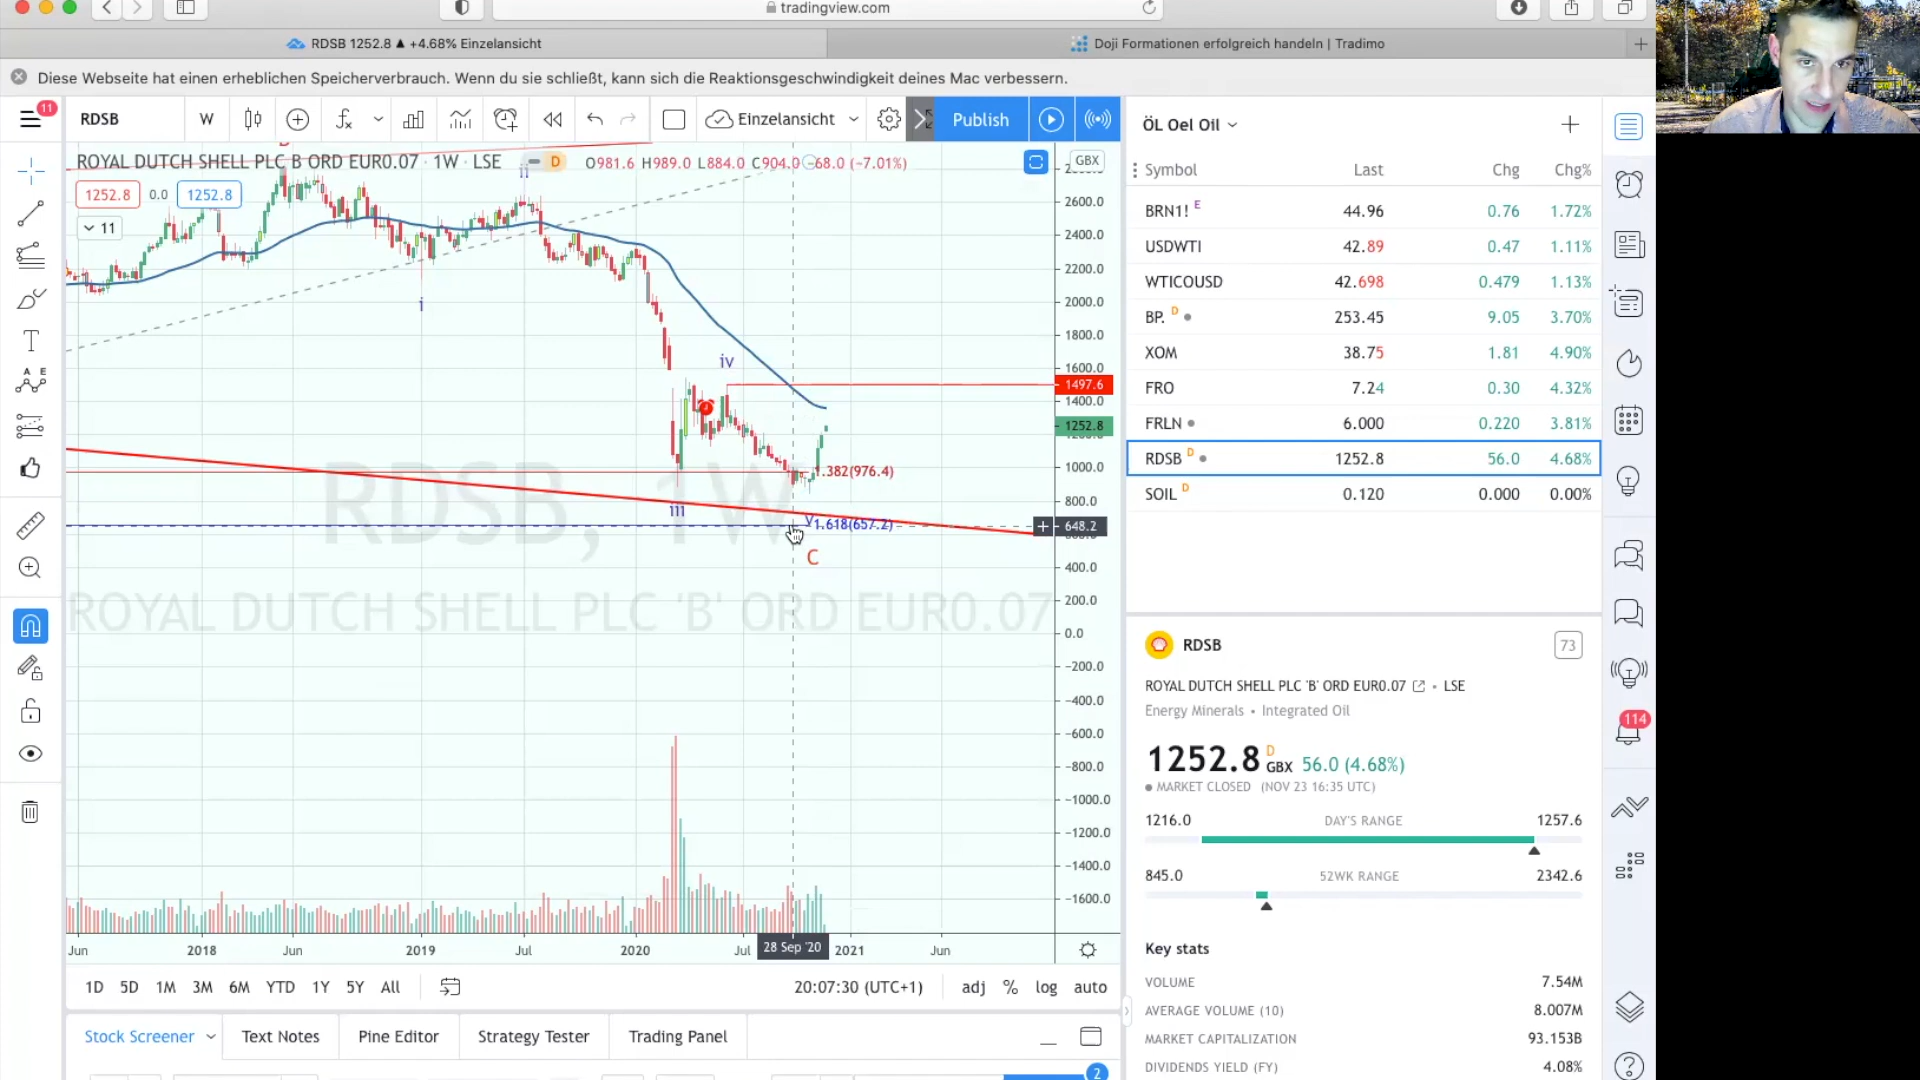 tradingview.com
RDSB 1252.8 ▲ +4.68% Einzelansicht
Doji Formationen erfolgreich handeln | Tradimo
Diese Webseite hat einen erheblichen Speicherverbrauch. Wenn du sie schließt, kann sich die Reaktionsgeschwindigkeit deines Mac verbessern.
11
RDSB
W
Einzelansicht
Publish
ROYAL DUTCH SHELL PLC B ORD EUR0.07 · 1W · LSE
D
O981.6 H989.0 L884.0 C904.0 −68.0 (−7.01%)
GBX
1252.8 0.0 1252.8
11
ii
i
iv
iii
v
C
1.382(976.4)
1.618(657.2)
RDSB, 1W
ROYAL DUTCH SHELL PLC 'B' ORD EUR0.07
2600.0
2400.0
2200.0
2000.0
1800.0
1600.0
1497.6
1400.0
1252.8
1000.0
800.0
648.2
400.0
200.0
0.0
−200.0
−400.0
−600.0
−800.0
−1000.0
−1200.0
−1400.0
−1600.0
Jun 2018 Jun 2019 Jul 2020 Jul 28 Sep '20 2021 Jun
1D 5D 1M 3M 6M YTD 1Y 5Y All
20:07:30 (UTC+1)
adj % log auto
Stock Screener
Text Notes
Pine Editor
Strategy Tester
Trading Panel
2
ÖL Oel Oil
Symbol Last Chg Chg%
BRN1! E 44.96 0.76 1.72%
USDWTI 42.89 0.47 1.11%
WTICOUSD 42.698 0.479 1.13%
BP. D 253.45 9.05 3.70%
XOM 38.75 1.81 4.90%
FRO 7.24 0.30 4.32%
FRLN 6.000 0.220 3.81%
RDSB D 1252.8 56.0 4.68%
SOIL D 0.120 0.000 0.00%
RDSB
73
ROYAL DUTCH SHELL PLC 'B' ORD EUR0.07 • LSE
Energy Minerals • Integrated Oil
1252.8 D GBX 56.0 (4.68%)
MARKET CLOSED (NOV 23 16:35 UTC)
1216.0 DAY'S RANGE 1257.6
845.0 52WK RANGE 2342.6
Key stats
VOLUME 7.54M
AVERAGE VOLUME (10) 8.007M
MARKET CAPITALIZATION 93.153B
DIVIDENDS YIELD (FY) 4.08%
114